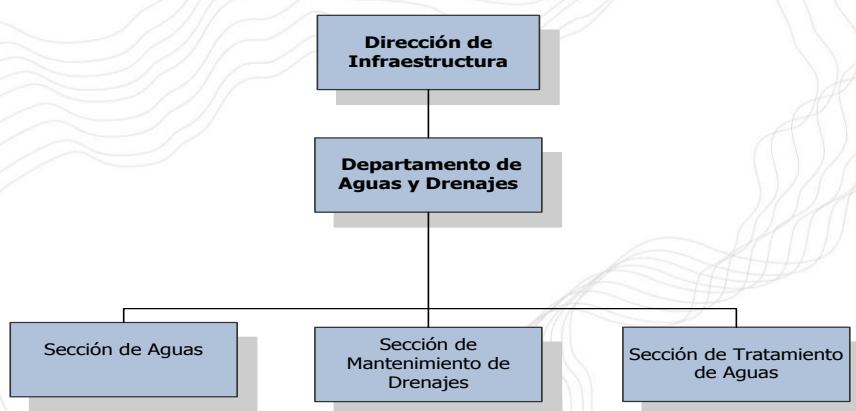 Dirección de
Infraestructura
Departamento de
Aguas y Drenajes
Sección de Aguas
Sección de
Mantenimiento de
Drenajes
Sección de Tratamiento
de Aguas